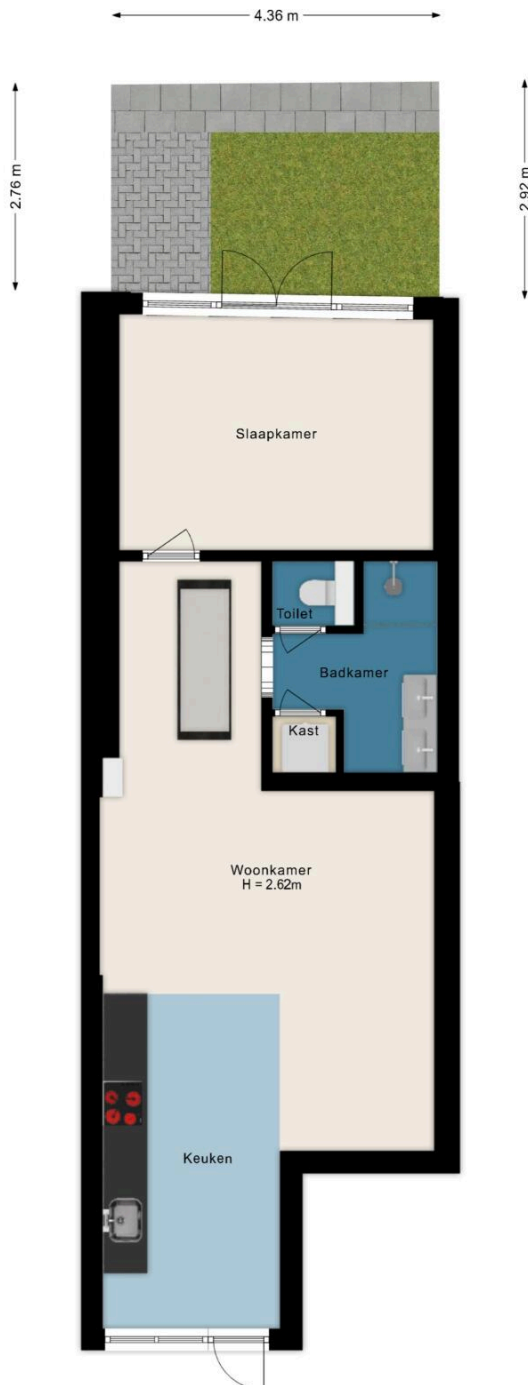 4.36 m
2.76 m
2.92 m
Slaapkamer
Toilet
Badkamer
Kast
Woonkamer
H = 2.62m
Keuken